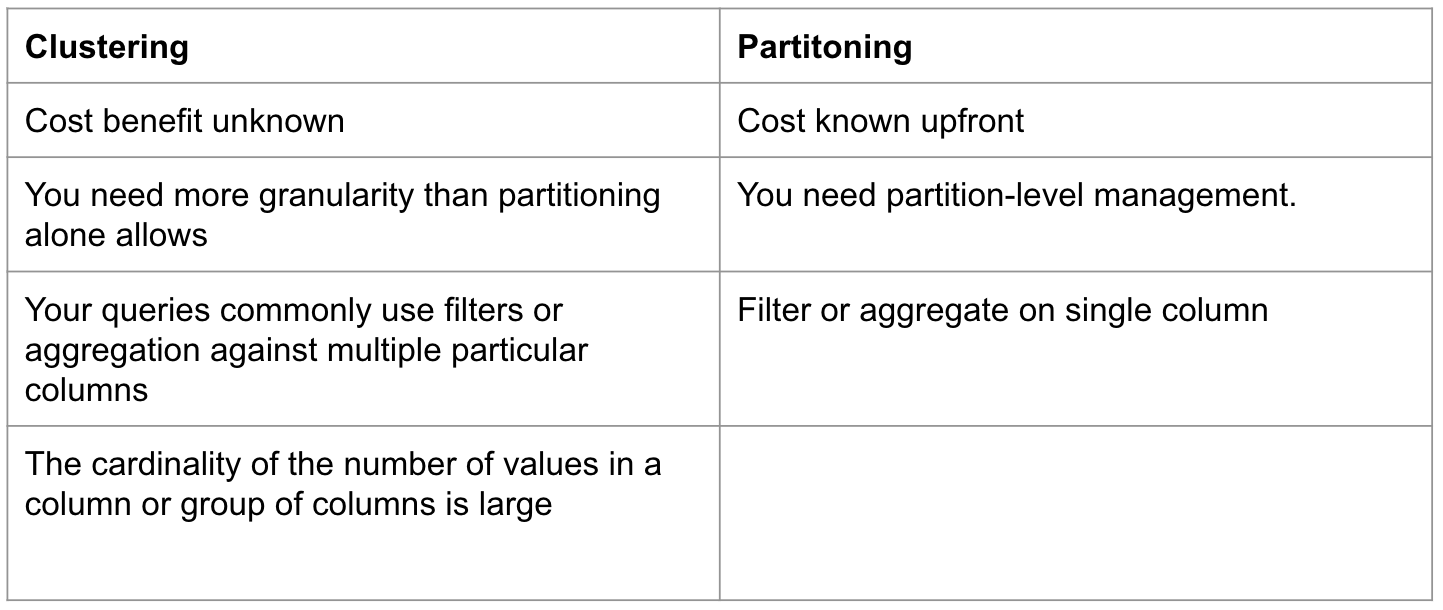 Clustering
Partitoning
Cost benefit unknown
Cost known upfront
You need more granularity than partitioning
alone allows
You need partition-level management.
Your queries commonly use filters or
aggregation against multiple particular
columns
Filter or aggregate on single column
The cardinality of the number of values in a
column or group of columns is large